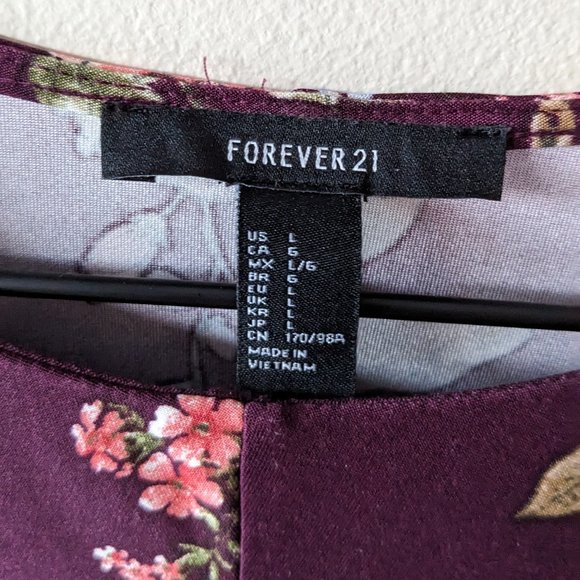 FOREVER 21
US L
CA G
MX L/G
BR G
EU L
UK L
KR L
JP L
CN 170/98A
MADE IN
VIETNAM